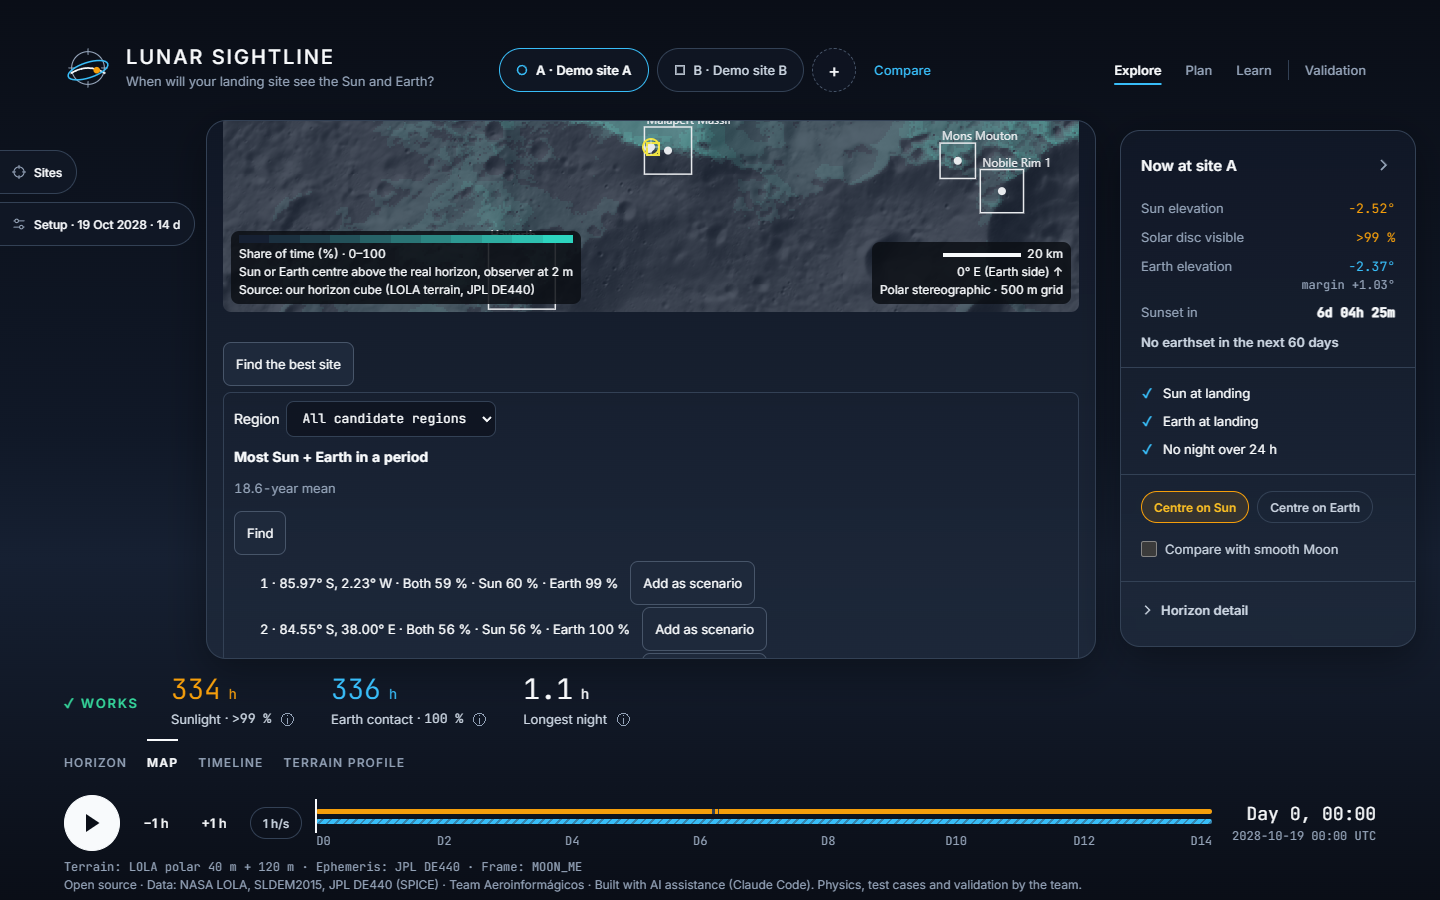 LUNAR SIGHTLINE
When will your landing site see the Sun and Earth?
A · Demo site A
B · Demo site B
+
Compare
Explore
Plan
Learn
Validation
Sites
Setup · 19 Oct 2028 · 14 d
Malapert Massif
Mons Mouton
Nobile Rim 1
Share of time (%) · 0–100
Sun or Earth centre above the real horizon, observer at 2 m
Source: our horizon cube (LOLA terrain, JPL DE440)
20 km
0° E (Earth side) ↑
Polar stereographic · 500 m grid
Find the best site
Region All candidate regions
Most Sun + Earth in a period
18.6-year mean
Find
1 · 85.97° S, 2.23° W · Both 59 % · Sun 60 % · Earth 99 % Add as scenario
2 · 84.55° S, 38.00° E · Both 56 % · Sun 56 % · Earth 100 % Add as scenario
Now at site A
Sun elevation -2.52°
Solar disc visible >99 %
Earth elevation -2.37°
margin +1.03°
Sunset in 6d 04h 25m
No earthset in the next 60 days
✓ Sun at landing
✓ Earth at landing
✓ No night over 24 h
Centre on Sun
Centre on Earth
Compare with smooth Moon
Horizon detail
✓ WORKS
334 h
Sunlight · >99 %
336 h
Earth contact · 100 %
1.1 h
Longest night
HORIZON MAP TIMELINE TERRAIN PROFILE
−1 h
+1 h
1 h/s
D0 D2 D4 D6 D8 D10 D12 D14
Day 0, 00:00
2028-10-19 00:00 UTC
Terrain: LOLA polar 40 m + 120 m · Ephemeris: JPL DE440 · Frame: MOON_ME
Open source · Data: NASA LOLA, SLDEM2015, JPL DE440 (SPICE) · Team Aeroinformágicos · Built with AI assistance (Claude Code). Physics, test cases and validation by the team.